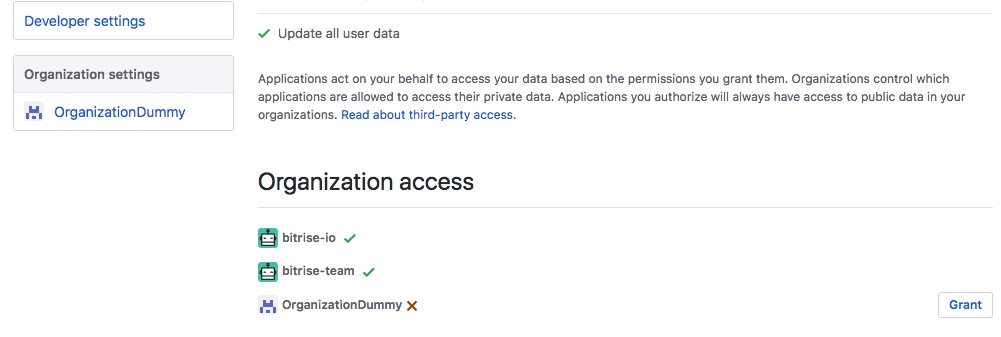 Developer settings
Organization settings
OrganizationDummy
Update all user data
Applications act on your behalf to access your data based on the permissions you grant them. Organizations control which
applications are allowed to access their private data. Applications you authorize will always have access to public data in your
organizations. Read about third-party access.
Organization access
bitrise-io
bitrise-team
OrganizationDummy
Grant